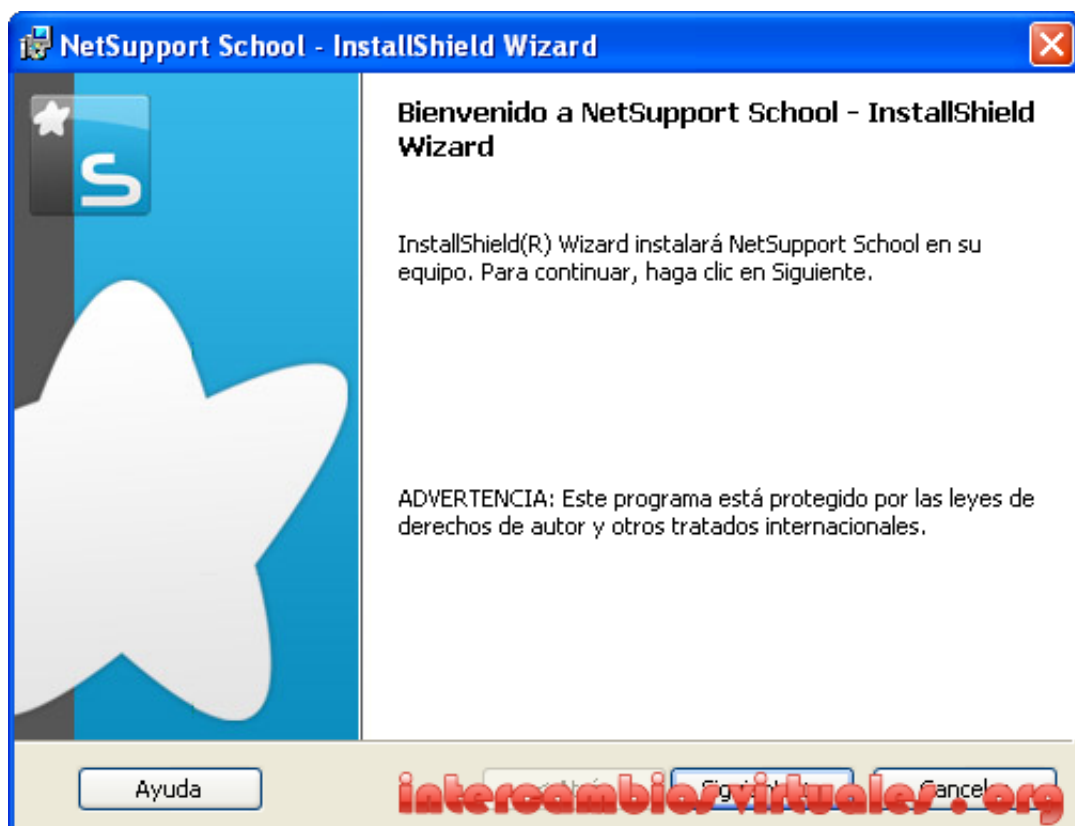 NetSupport School - InstallShield Wizard
S
Bienvenido a NetSupport School - InstallShield
Wizard
InstallShield(R) Wizard instalará NetSupport School en su
equipo. Para continuar, haga clic en Siguiente.
ADVERTENCIA: Este programa está protegido por las leyes de
derechos de autor y otros tratados internacionales.
Ayuda
intercambiosvirtuales.org